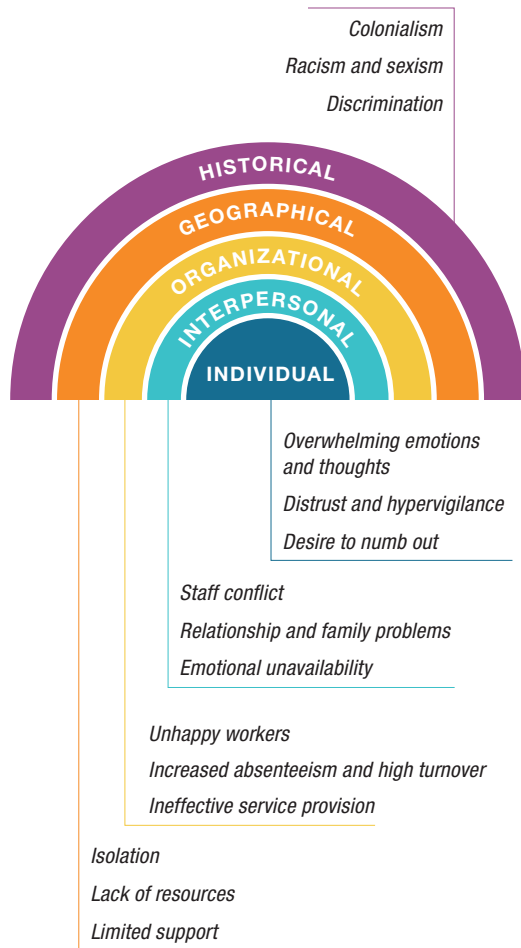 Colonialism
Racism and sexism
Discrimination
HISTORICAL
GEOGRAPHICAL
ORGANIZATIONAL
INTERPERSONAL
INDIVIDUAL
Overwhelming emotions
and thoughts
Distrust and hypervigilance
Desire to numb out
Staff conflict
Relationship and family problems
Emotional unavailability
Unhappy workers
Increased absenteeism and high turnover
Ineffective service provision
Isolation
Lack of resources
Limited support